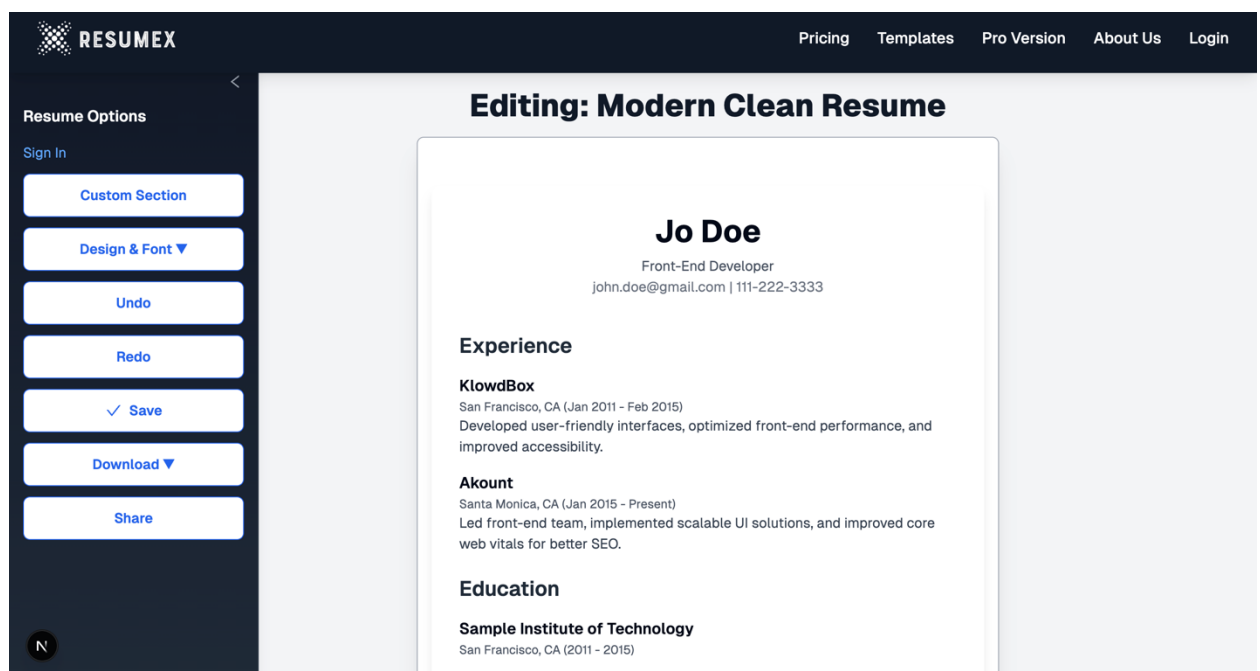 RESUMEX
Pricing Templates Pro Version About Us Login
<
Resume Options
Sign In
Custom Section
Design & Font ▼
Undo
Redo
✓ Save
Download ▼
Share
N
Editing: Modern Clean Resume
Jo Doe
Front-End Developer
john.doe@gmail.com | 111-222-3333
Experience
KlowdBox
San Francisco, CA (Jan 2011 - Feb 2015)
Developed user-friendly interfaces, optimized front-end performance, and
improved accessibility.
Akount
Santa Monica, CA (Jan 2015 - Present)
Led front-end team, implemented scalable UI solutions, and improved core
web vitals for better SEO.
Education
Sample Institute of Technology
San Francisco, CA (2011 - 2015)